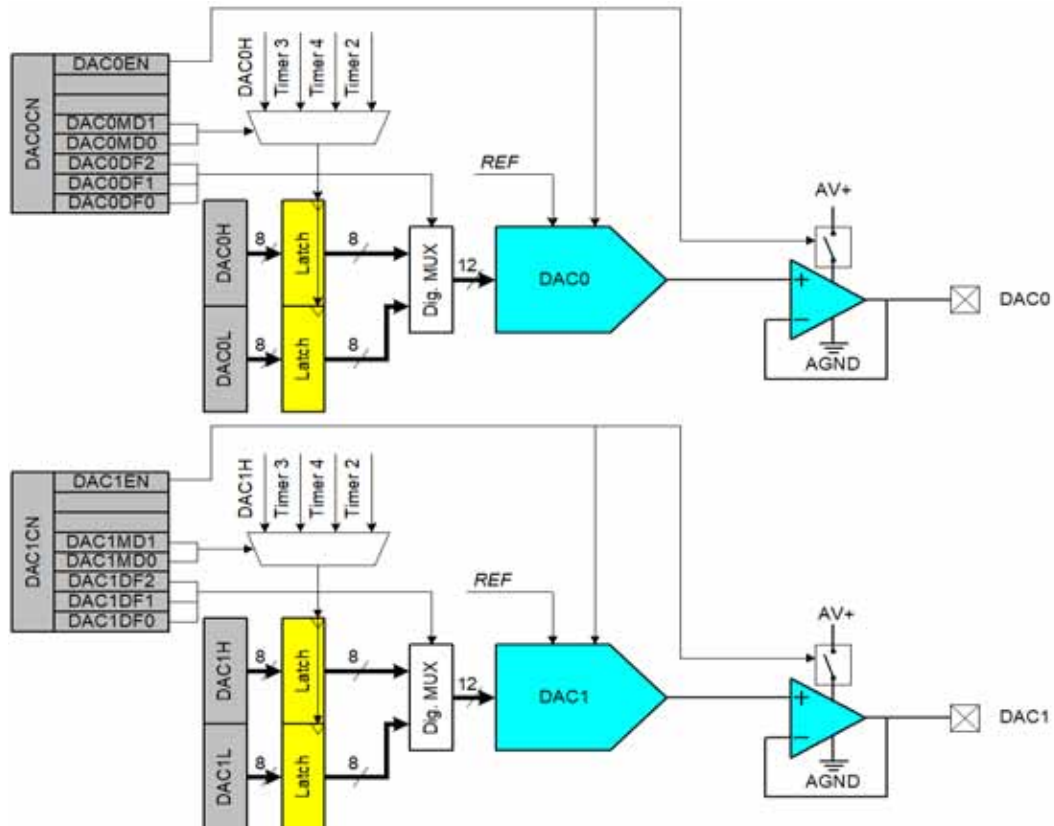 DAC0CN
DAC0EN
DAC0MD1
DAC0MD0
DAC0DF2
DAC0DF1
DAC0DF0
DAC0H
Timer 3
Timer 4
Timer 2
DAC0H
DAC0L
8
8
Latch
Latch
8
8
Dig. MUX
12
REF
DAC0
AV+
+
−
AGND
DAC0
DAC1CN
DAC1EN
DAC1MD1
DAC1MD0
DAC1DF2
DAC1DF1
DAC1DF0
DAC1H
Timer 3
Timer 4
Timer 2
DAC1H
DAC1L
8
8
Latch
Latch
8
8
Dig. MUX
12
REF
DAC1
AV+
+
−
AGND
DAC1